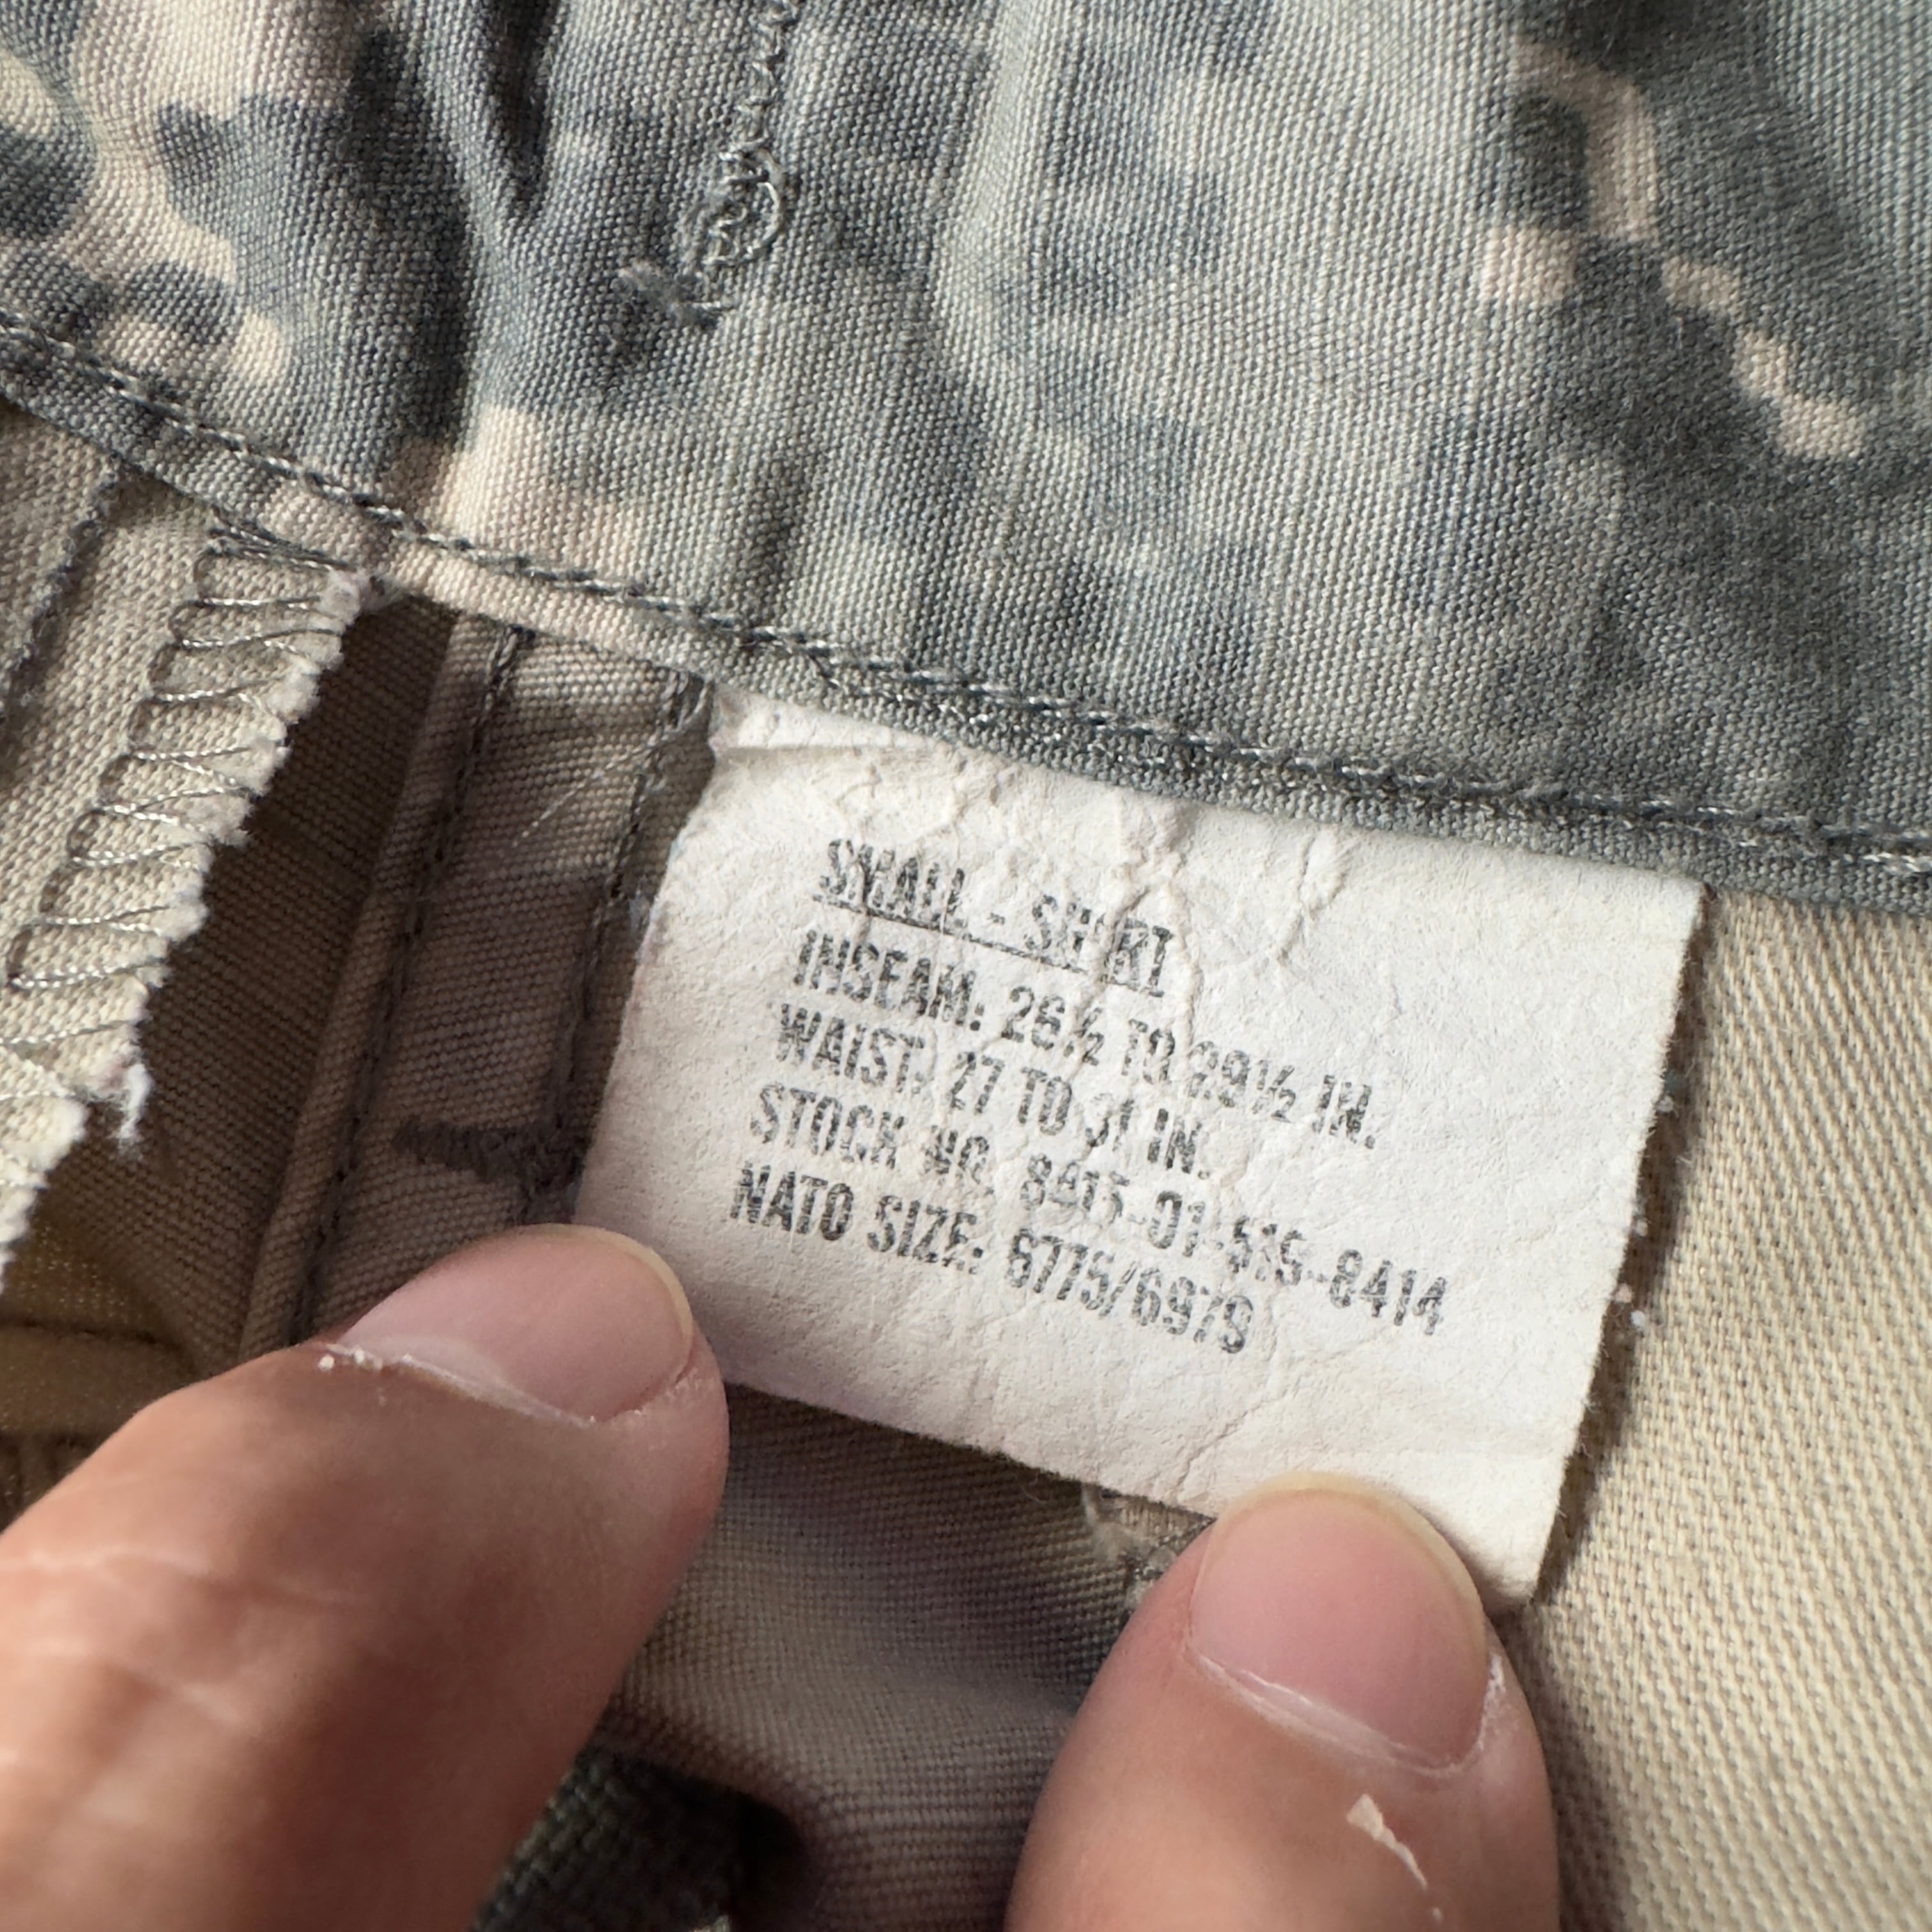 SMALL - SHORT
INSEAM: 26½ TO 29½ IN.
WAIST: 27 TO 31 IN.
STOCK NO. 8415-01-519-8414
NATO SIZE: 6775/6979